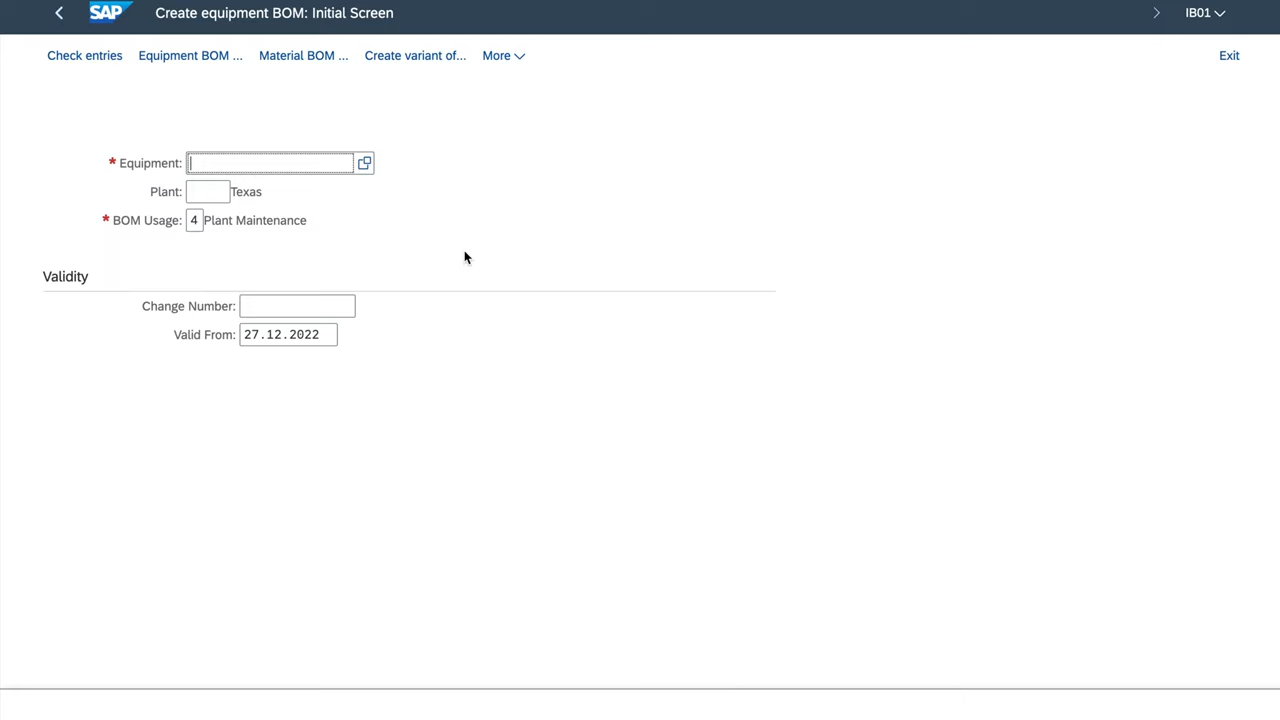 SAP Create equipment BOM: Initial Screen IB01
Check entries Equipment BOM ... Material BOM ... Create variant of... More Exit
* Equipment:
Plant: Texas
* BOM Usage: 4 Plant Maintenance
Validity
Change Number:
Valid From: 27.12.2022